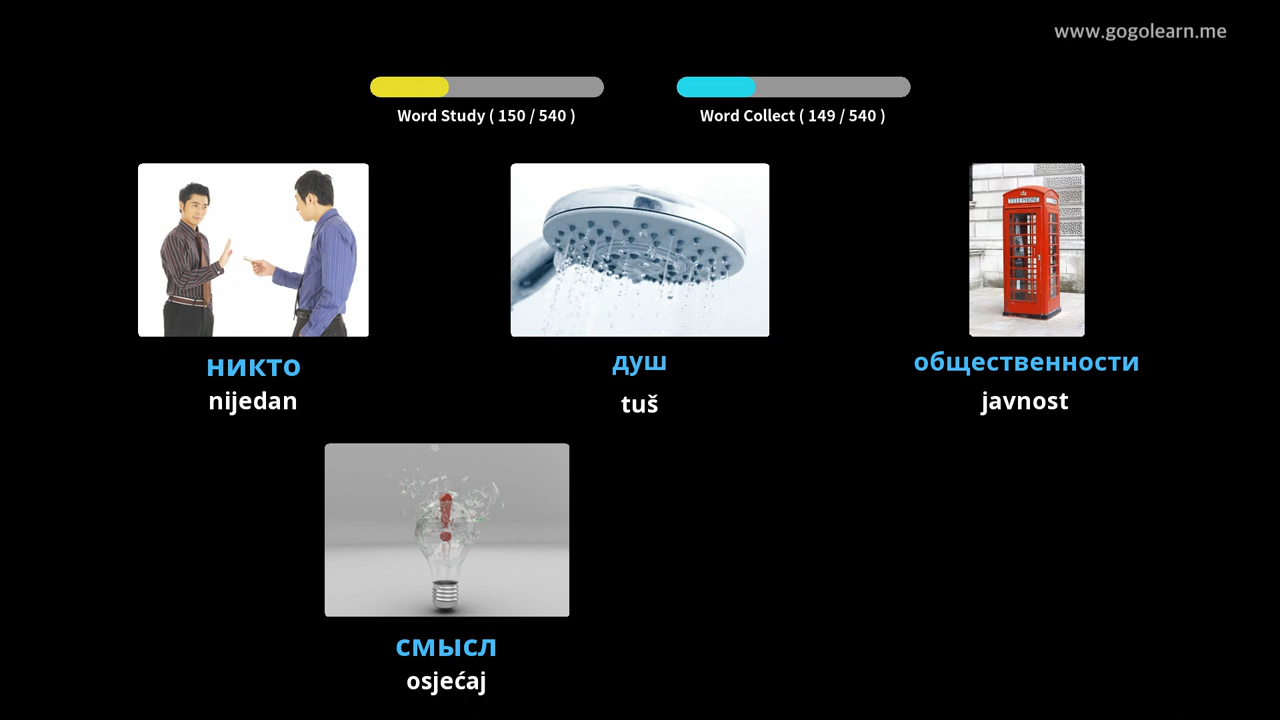 www.gogolearn.me
Word Study ( 150 / 540 )
Word Collect ( 149 / 540 )
TELEPHONE
никто
nijedan
душ
tuš
общественности
javnost
смысл
osjećaj